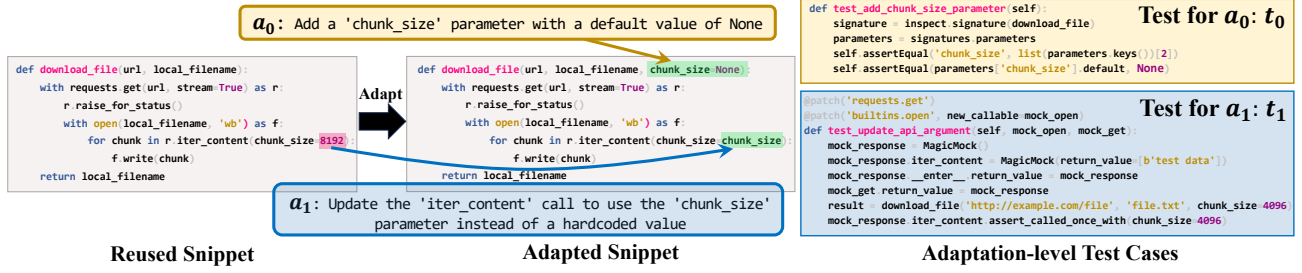 a₀: Add a 'chunk_size' parameter with a default value of None
def download_file(url, local_filename):
with requests.get(url, stream=True) as r:
r.raise_for_status()
with open(local_filename, 'wb') as f:
for chunk in r.iter_content(chunk_size=8192):
f.write(chunk)
return local_filename
Adapt
def download_file(url, local_filename, chunk_size=None):
with requests.get(url, stream=True) as r:
r.raise_for_status()
with open(local_filename, 'wb') as f:
for chunk in r.iter_content(chunk_size=chunk_size):
f.write(chunk)
return local_filename
a₁: Update the 'iter_content' call to use the 'chunk_size'
parameter instead of a hardcoded value
Reused Snippet
Adapted Snippet
Test for a₀: t₀
def test_add_chunk_size_parameter(self):
signature = inspect.signature(download_file)
parameters = signatures.parameters
self.assertEqual('chunk_size', list(parameters.keys())[2])
self.assertEqual(parameters['chunk_size'].default, None)
Test for a₁: t₁
@patch('requests.get')
@patch('builtins.open', new_callable=mock_open)
def test_update_api_argument(self, mock_open, mock_get):
mock_response = MagicMock()
mock_response.iter_content = MagicMock(return_value=[b'test data'])
mock_response.__enter__.return_value = mock_response
mock_get.return_value = mock_response
result = download_file('http://example.com/file', 'file.txt', chunk_size=4096)
mock_response.iter_content.assert_called_once_with(chunk_size=4096)
Adaptation-level Test Cases